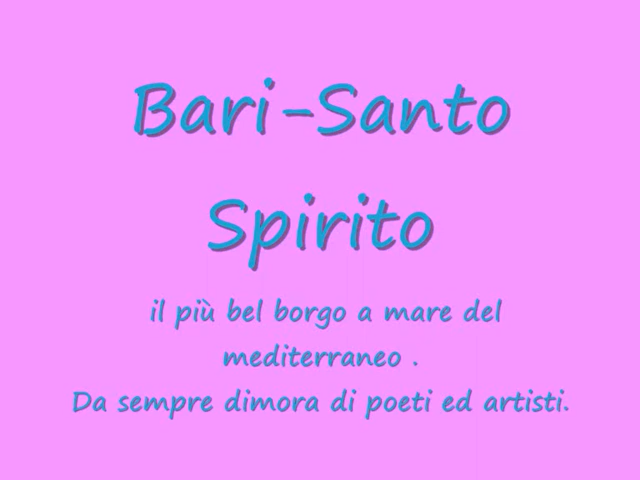 Bari-Santo
Spirito
il più bel borgo a mare del
mediterraneo .
Da sempre dimora di poeti ed artisti.